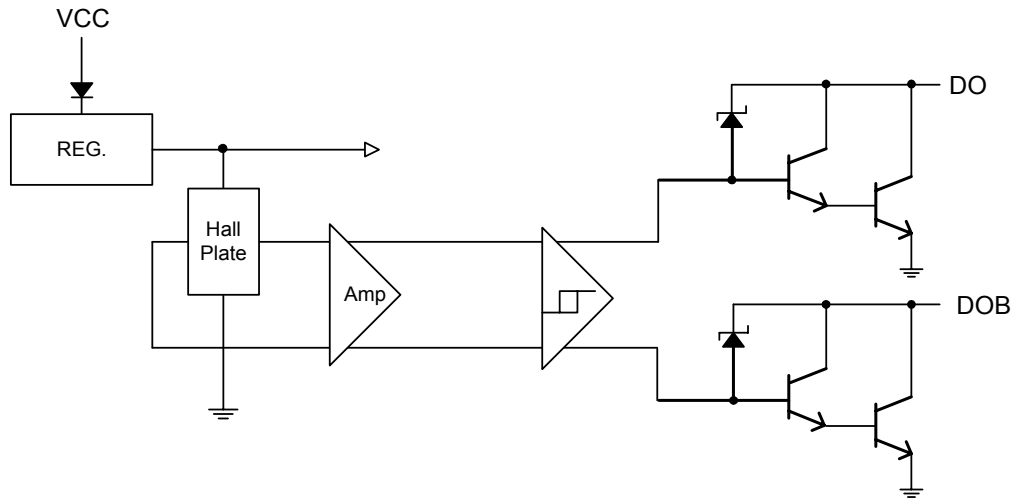 VCC
DO
REG.
Hall
Plate
Amp
DOB